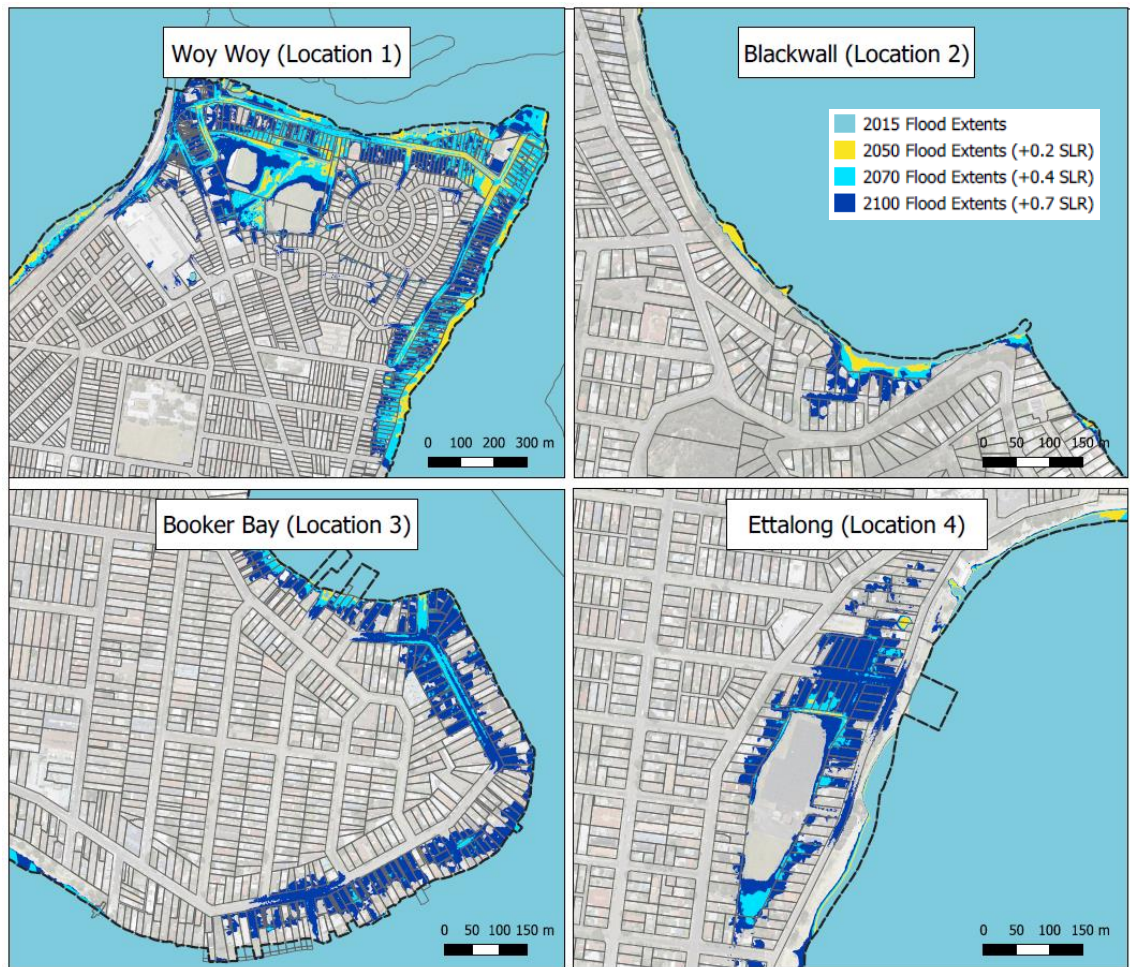 Woy Woy (Location 1)
0 100 200 300 m
Blackwall (Location 2)
2015 Flood Extents
2050 Flood Extents (+0.2 SLR)
2070 Flood Extents (+0.4 SLR)
2100 Flood Extents (+0.7 SLR)
0 50 100 150 m
Booker Bay (Location 3)
0 50 100 150 m
Ettalong (Location 4)
0 50 100 150 m